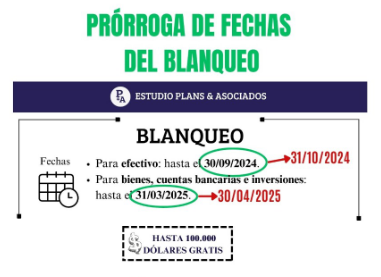 PRÓRROGA DE FECHAS
DEL BLANQUEO
P&A ESTUDIO PLANS & ASOCIADOS
BLANQUEO
Fechas
• Para efectivo: hasta el 30/09/2024. 31/10/2024
• Para bienes, cuentas bancarias e inversiones:
hasta el 31/03/2025. 30/04/2025
HASTA 100.000
DÓLARES GRATIS